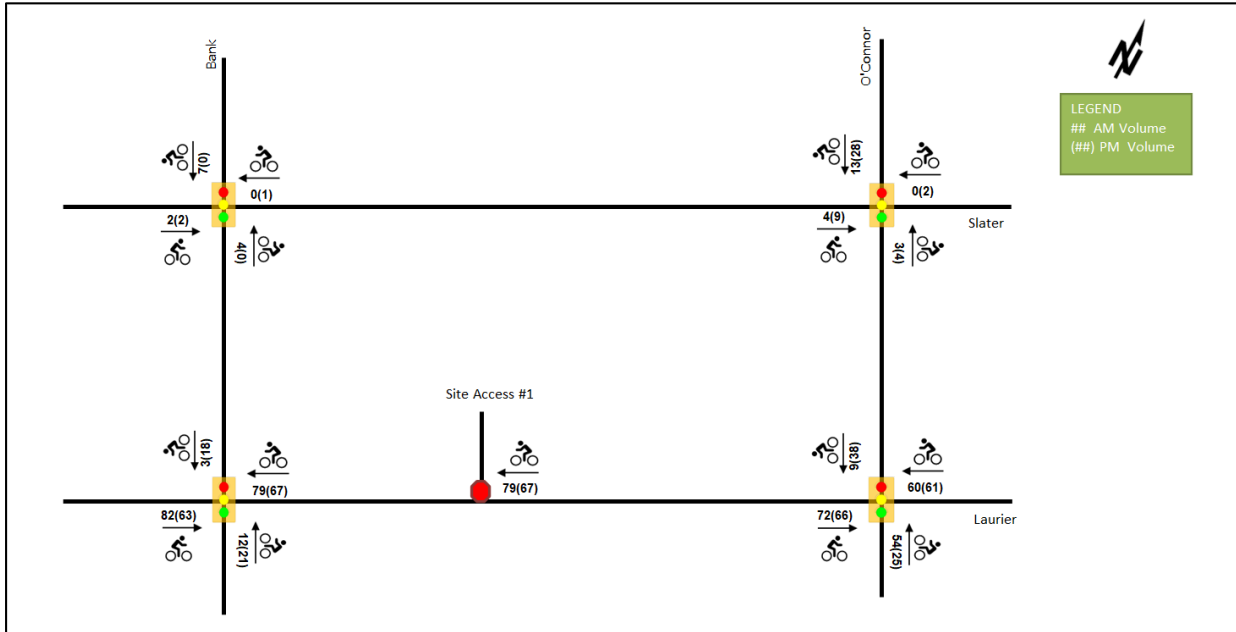 Bank
O'Connor
N
LEGEND
## AM Volume
(##) PM Volume
7(0)
0(1)
13(28)
0(2)
2(2)
4(0)
4(9)
3(4)
Slater
Site Access #1
3(18)
79(67)
79(67)
9(38)
60(61)
82(63)
12(21)
72(66)
54(25)
Laurier